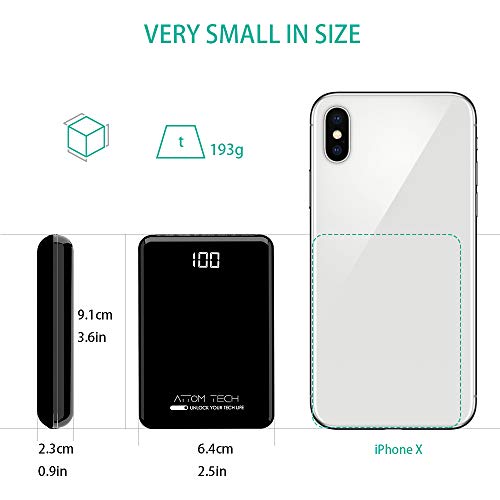 VERY SMALL IN SIZE
t
193g
100
9.1cm
3.6in
ATTOM TECH
UNLOCK YOUR TECH LIFE
2.3cm
0.9in
6.4cm
2.5in
iPhone X